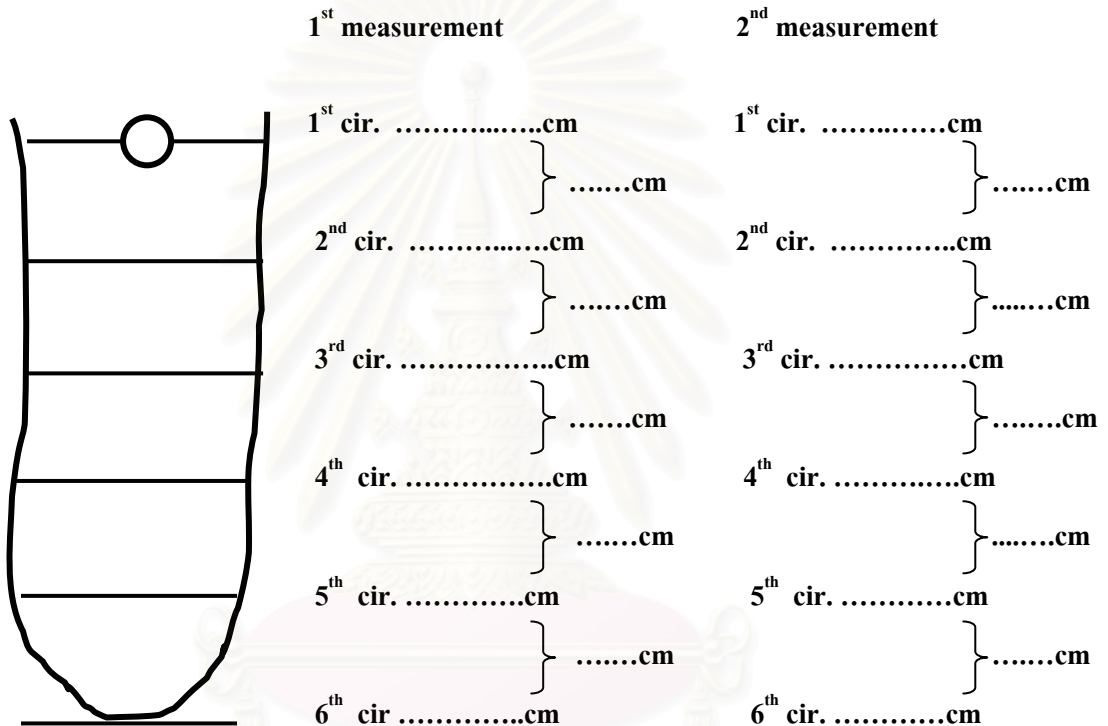 1st measurement 2nd measurement
1st cir. ………...…..cm 1st cir. ……..……cm
….…cm ….…cm
2nd cir. ………...….cm 2nd cir. …………..cm
….…cm .....…cm
3rd cir. ……………..cm 3rd cir. ……………cm
…….cm ….….cm
4th cir. …………….cm 4th cir. ……….….cm
….…cm ....….cm
5th cir. ………….cm 5th cir. …………cm
….…cm ….…cm
6th cir …………..cm 6th cir. …………cm